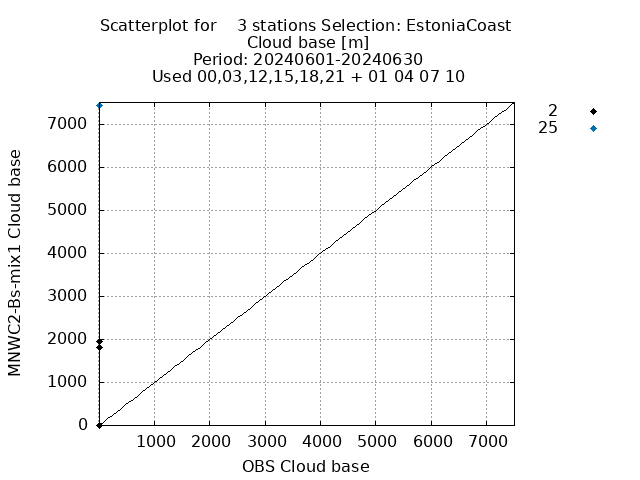 Scatterplot for    3 stations Selection: EstoniaCoast
Cloud base [m]
Period: 20240601-20240630
Used 00,03,12,15,18,21 + 01 04 07 10
2
25
7000
6000
5000
4000
3000
2000
1000
0
MNWC2-Bs-mix1 Cloud base
1000 2000 3000 4000 5000 6000 7000
OBS Cloud base